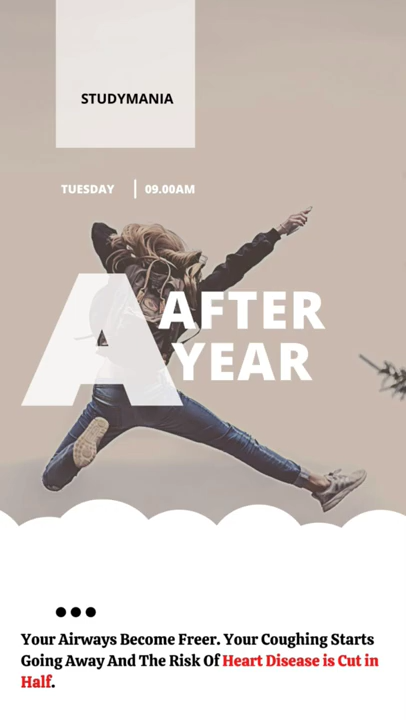 STUDYMANIA
TUESDAY | 09.00AM
A AFTER
YEAR
Your Airways Become Freer. Your Coughing Starts
Going Away And The Risk Of Heart Disease is Cut in
Half.